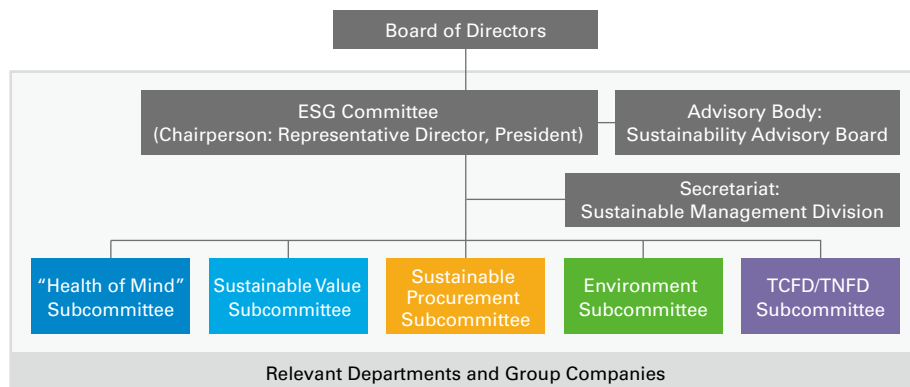 Board of Directors
ESG Committee
(Chairperson: Representative Director, President)
Advisory Body:
Sustainability Advisory Board
Secretariat:
Sustainable Management Division
“Health of Mind”
Subcommittee
Sustainable Value
Subcommittee
Sustainable
Procurement
Subcommittee
Environment
Subcommittee
TCFD/TNFD
Subcommittee
Relevant Departments and Group Companies